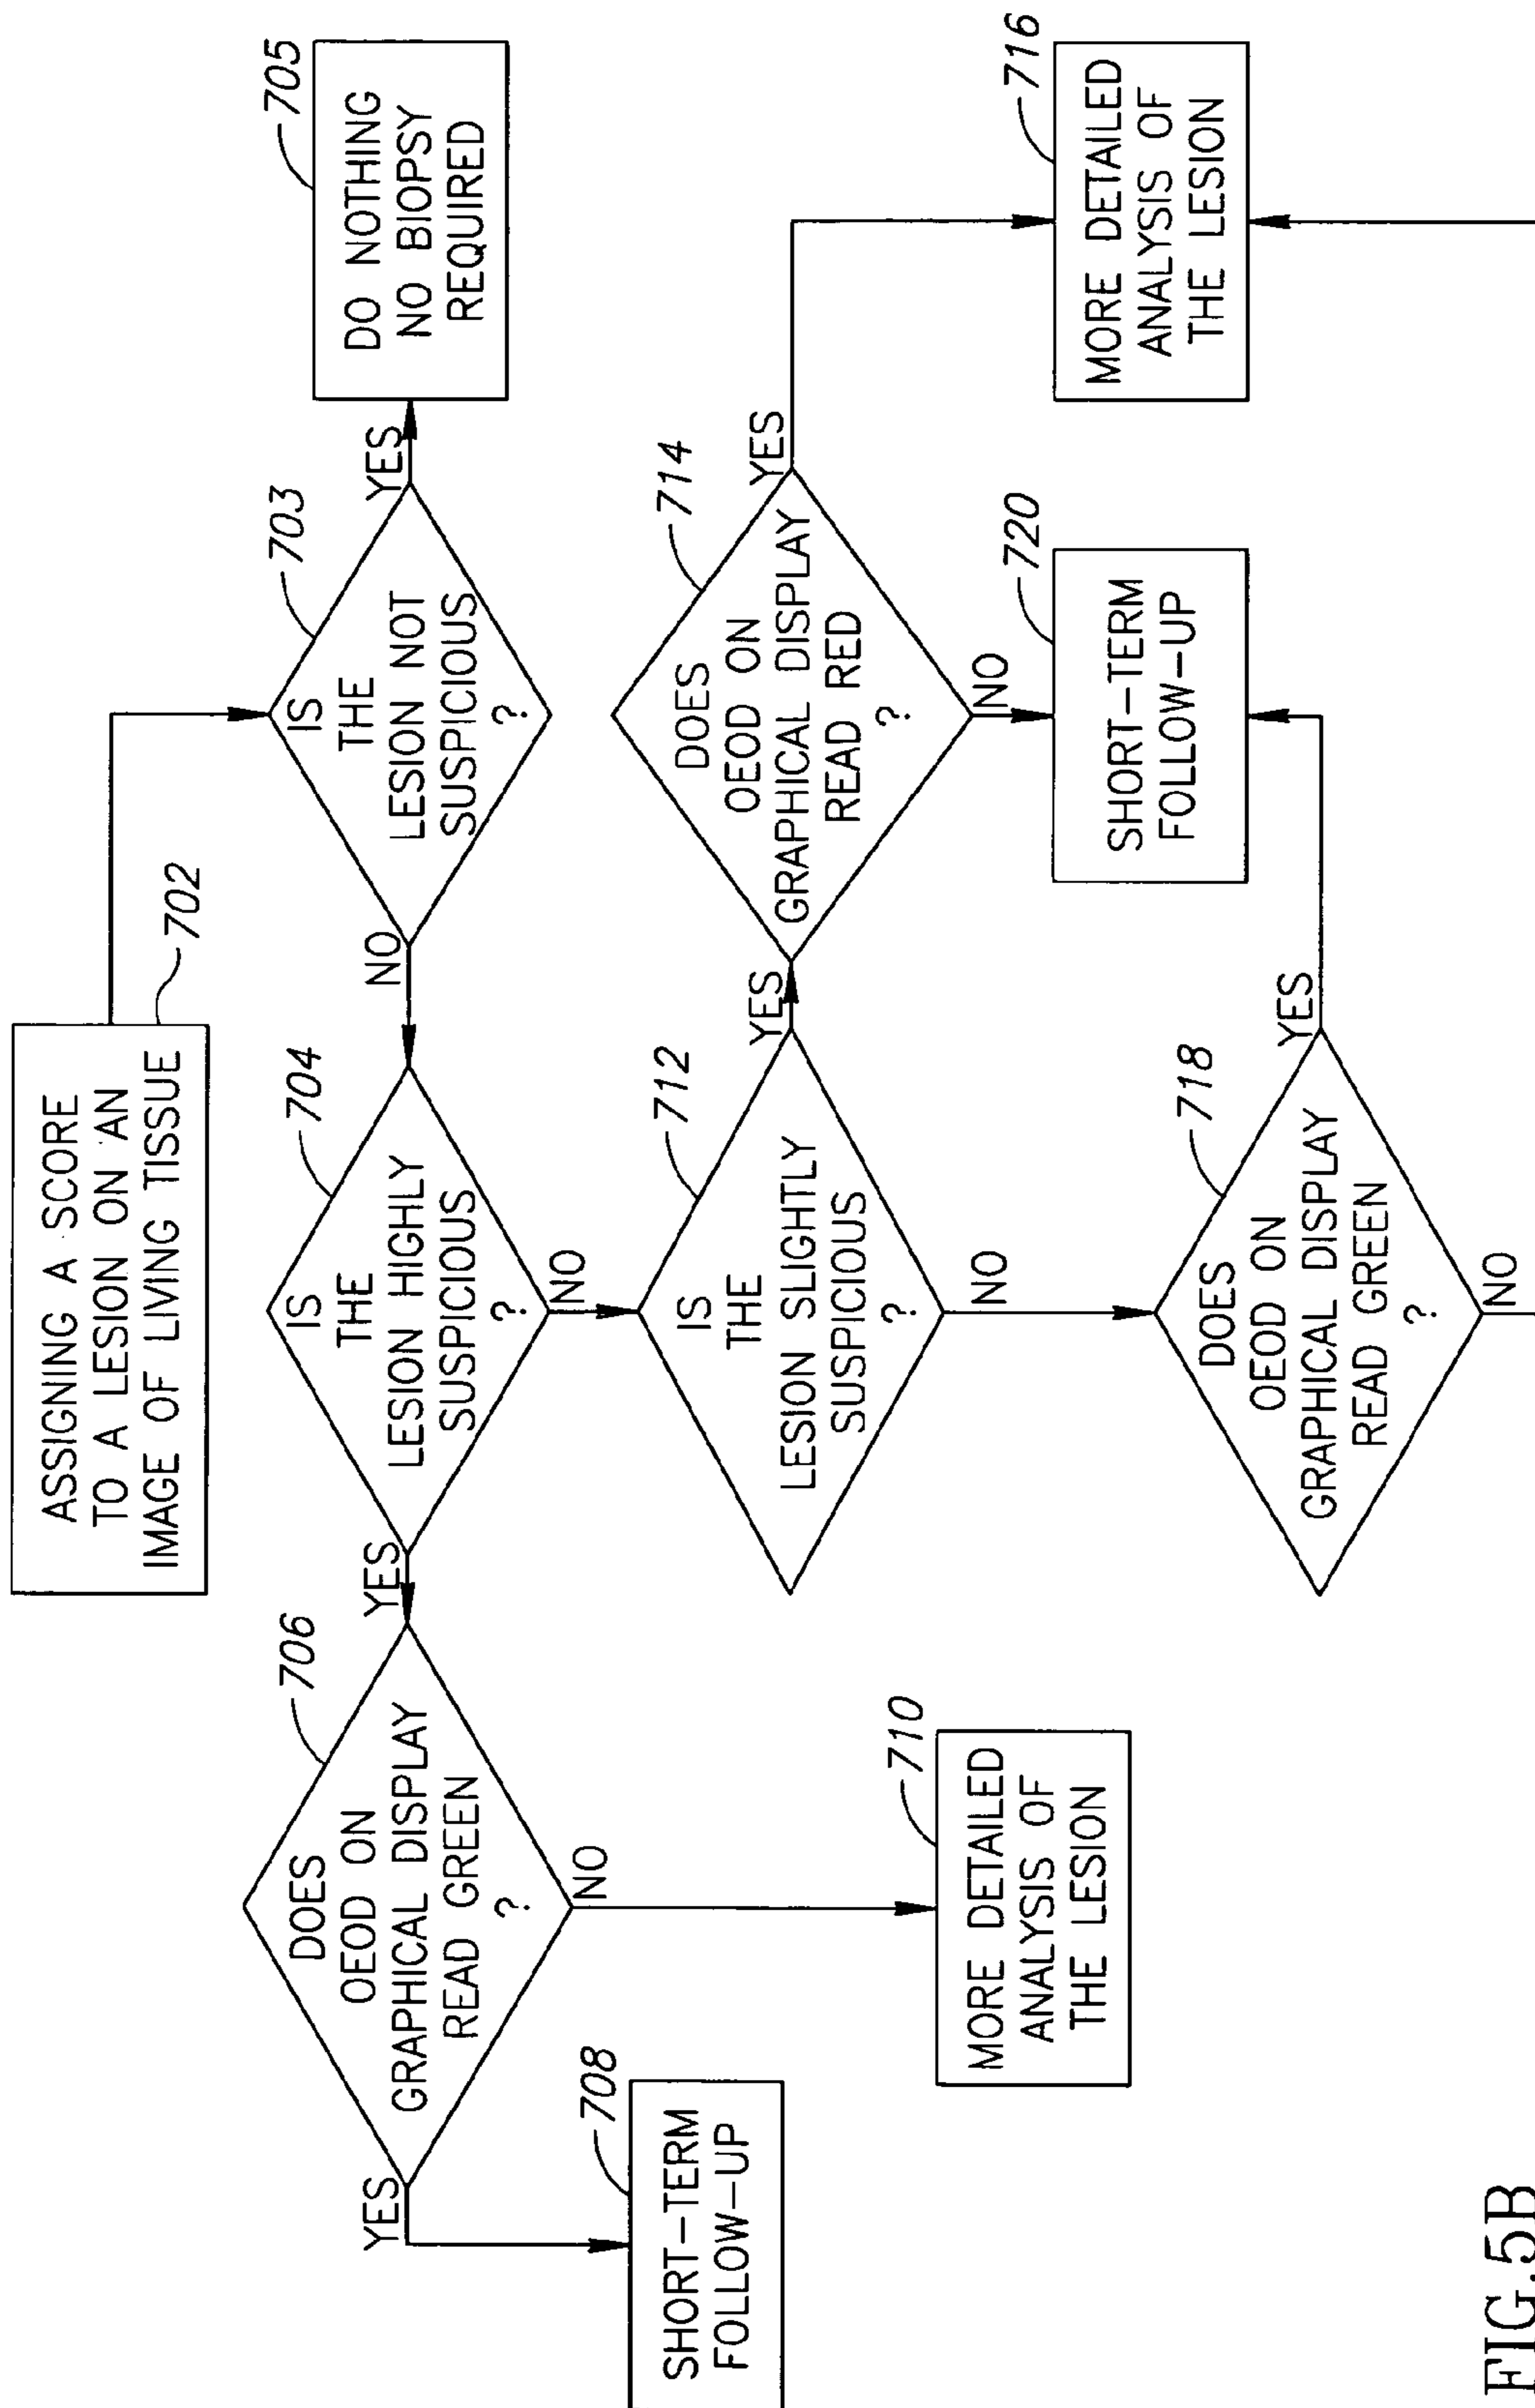 ASSIGNING A SCORE
TO A LESION ON AN
IMAGE OF LIVING TISSUE
702
703
IS
THE
LESION NOT
SUSPICIOUS
?
YES
NO
705
DO NOTHING
NO BIOPSY
REQUIRED
704
IS
THE
LESION HIGHLY
SUSPICIOUS
?
YES
NO
706
DOES
OEOD ON
GRAPHICAL DISPLAY
READ GREEN
?
YES
NO
708
SHORT-TERM
FOLLOW-UP
710
MORE DETAILED
ANALYSIS OF
THE LESION
712
IS
THE
LESION SLIGHTLY
SUSPICIOUS
?
YES
NO
714
DOES
OEOD ON
GRAPHICAL DISPLAY
READ RED
?
YES
NO
716
MORE DETAILED
ANALYSIS OF
THE LESION
720
SHORT-TERM
FOLLOW-UP
718
DOES
OEOD ON
GRAPHICAL DISPLAY
READ GREEN
?
YES
NO
FIG.5B